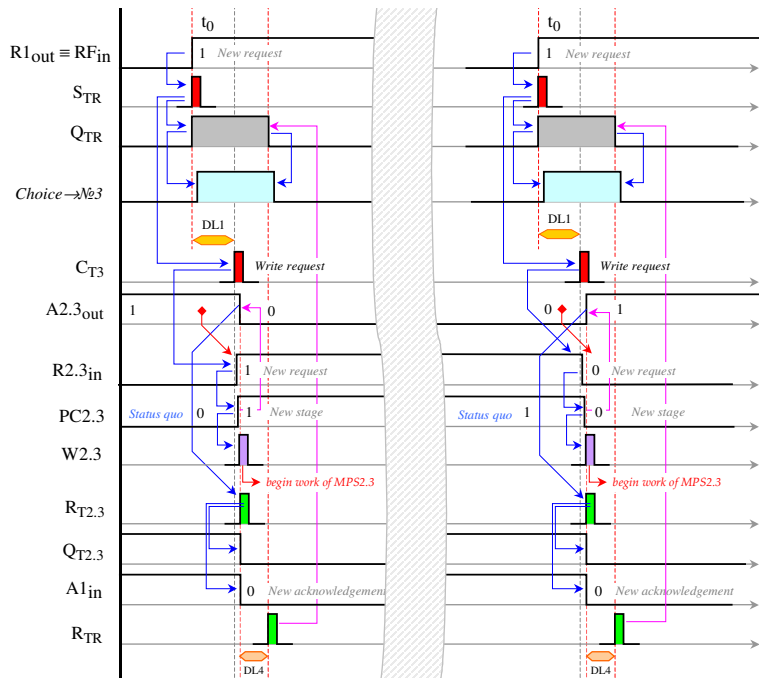 t0 t0
R1out ≡ RFin 1 New request 1 New request
STR
QTR
Choice→№3
DL1 DL1
CT3 Write request Write request
A2.3out 1 0 0 1
R2.3in 1 New request 0 New request
PC2.3 Status quo 0 1 New stage Status quo 1 0 New stage
W2.3
begin work of MPS2.3 begin work of MPS2.3
RT2.3
QT2.3
A1in 0 New acknowledgement 0 New acknowledgement
RTR
DL4 DL4